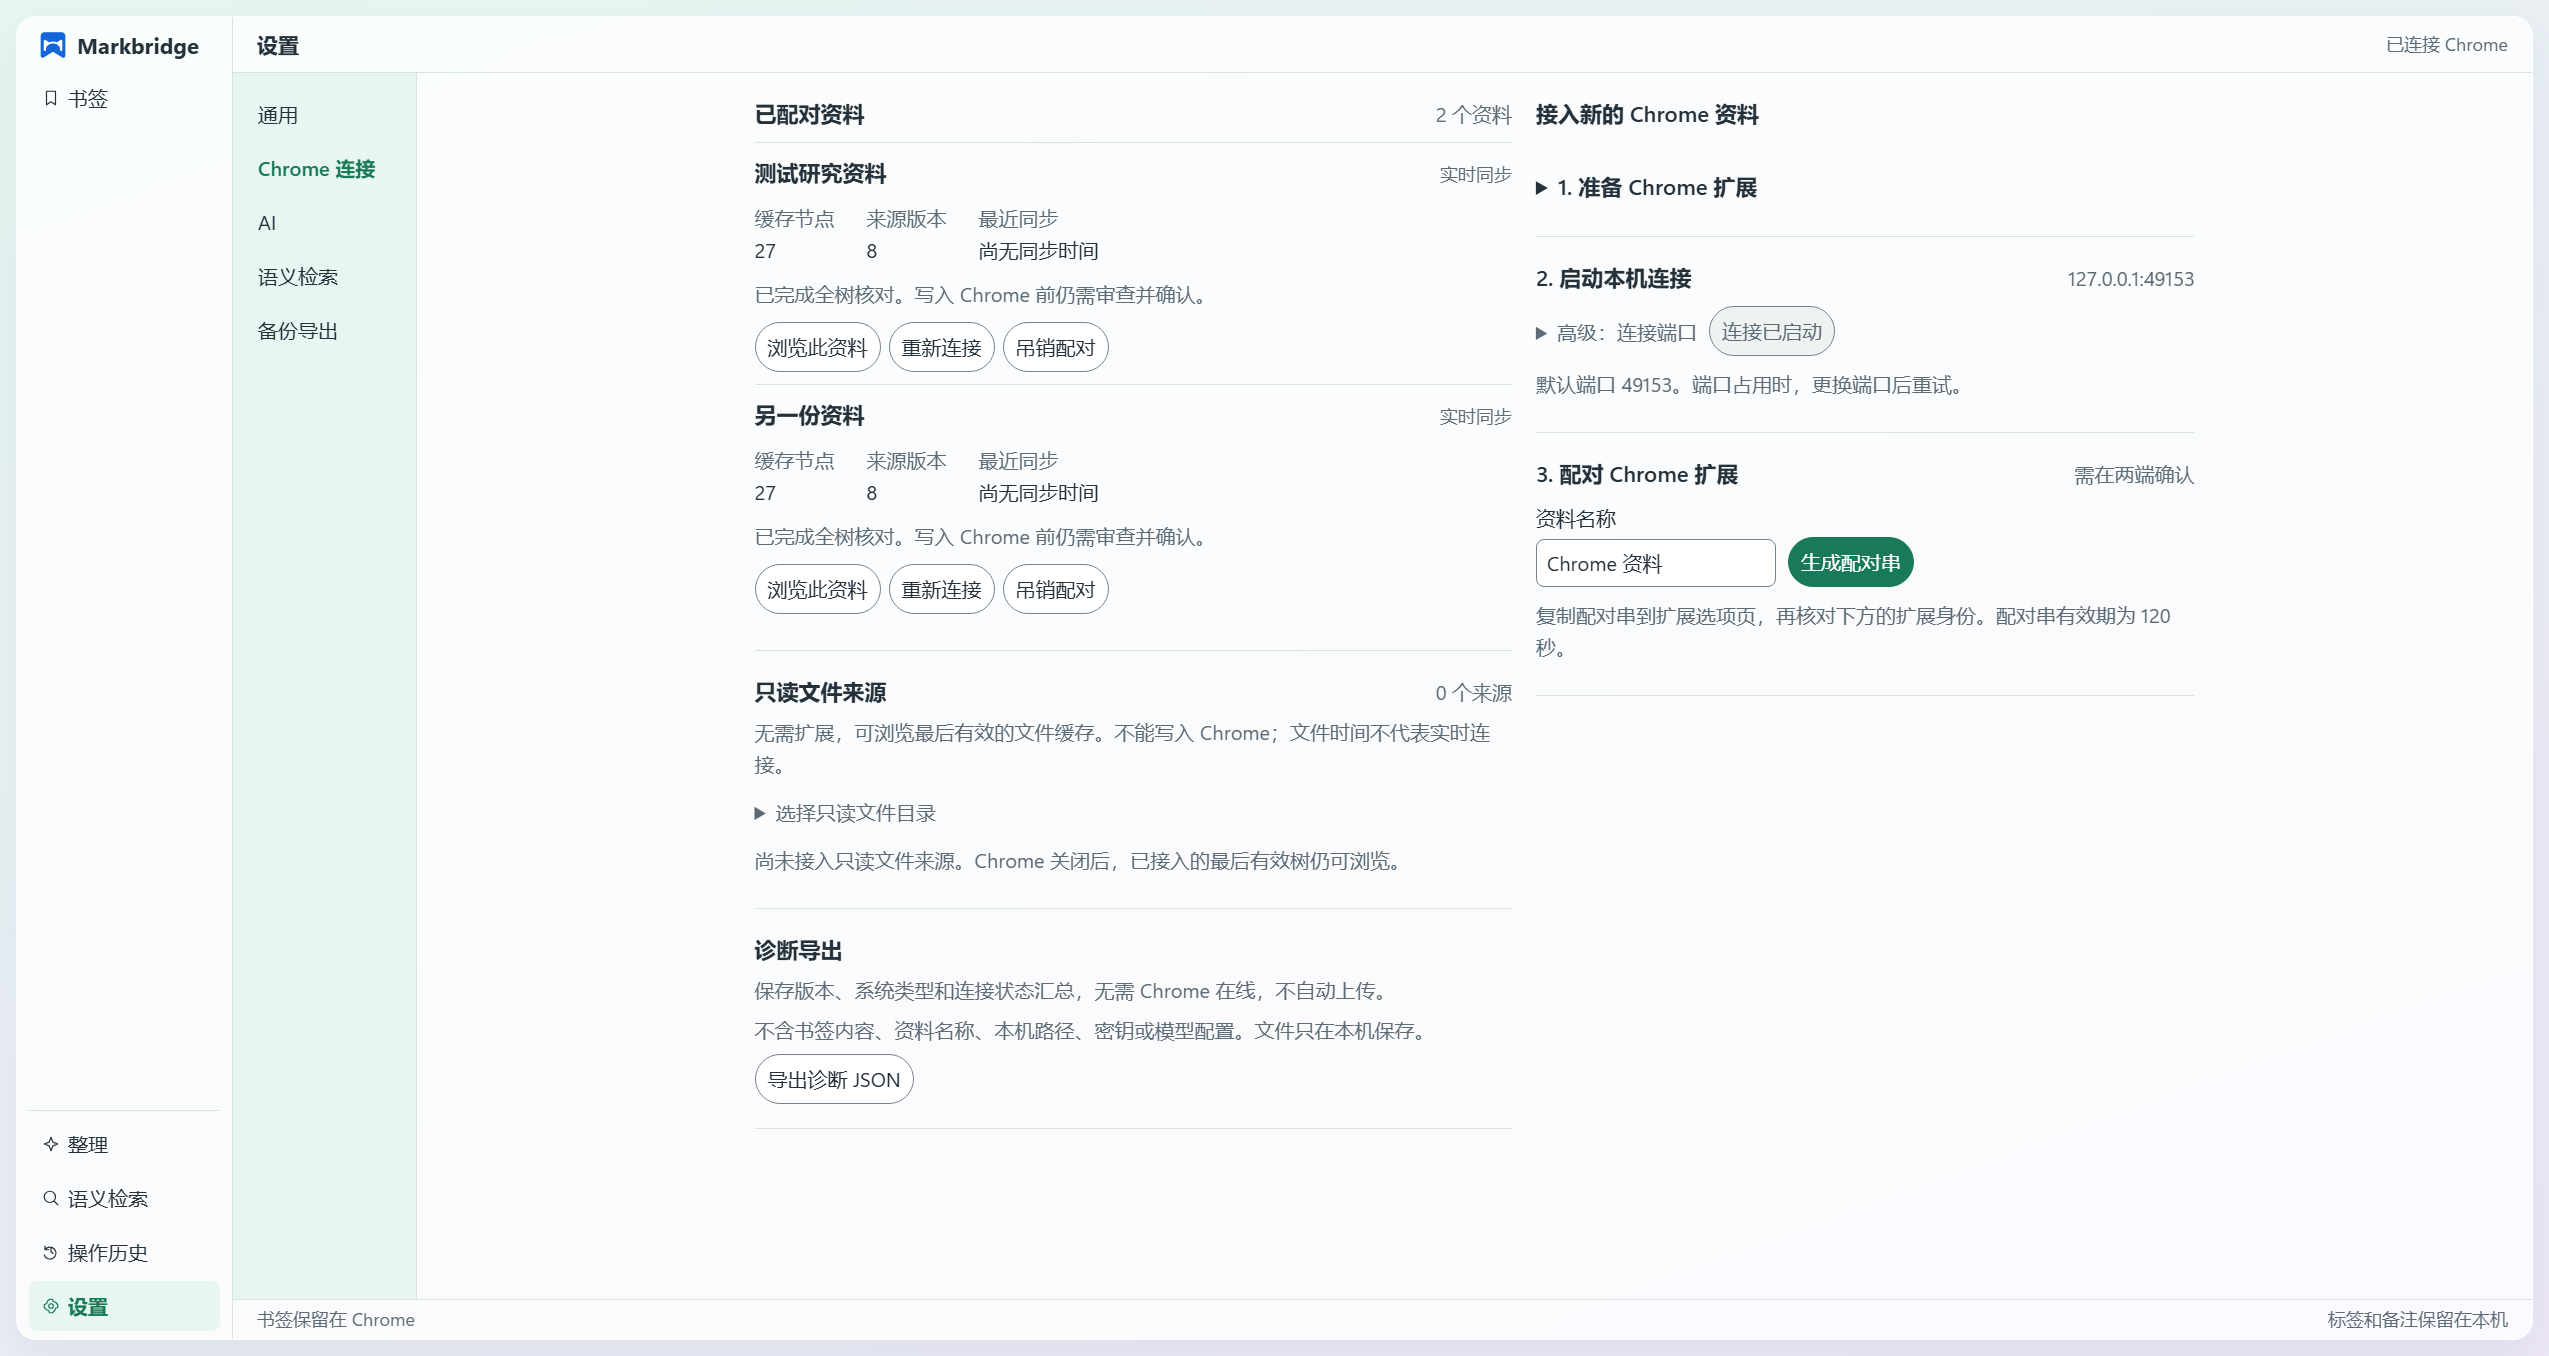 Markbridge
书签
整理
语义检索
操作历史
设置
设置
已连接 Chrome
通用
Chrome 连接
AI
语义检索
备份导出
已配对资料
2 个资料
测试研究资料
实时同步
缓存节点 来源版本 最近同步
27 8 尚无同步时间
已完成全树核对。写入 Chrome 前仍需审查并确认。
浏览此资料 重新连接 吊销配对
另一份资料
实时同步
缓存节点 来源版本 最近同步
27 8 尚无同步时间
已完成全树核对。写入 Chrome 前仍需审查并确认。
浏览此资料 重新连接 吊销配对
只读文件来源
0 个来源
无需扩展，可浏览最后有效的文件缓存。不能写入 Chrome；文件时间不代表实时连
接。
选择只读文件目录
尚未接入只读文件来源。Chrome 关闭后，已接入的最后有效树仍可浏览。
诊断导出
保存版本、系统类型和连接状态汇总，无需 Chrome 在线，不自动上传。
不含书签内容、资料名称、本机路径、密钥或模型配置。文件只在本机保存。
导出诊断 JSON
接入新的 Chrome 资料
1. 准备 Chrome 扩展
2. 启动本机连接
127.0.0.1:49153
高级：连接端口 连接已启动
默认端口 49153。端口占用时，更换端口后重试。
3. 配对 Chrome 扩展
需在两端确认
资料名称
Chrome 资料 生成配对串
复制配对串到扩展选项页，再核对下方的扩展身份。配对串有效期为 120
秒。
书签保留在 Chrome
标签和备注保留在本机